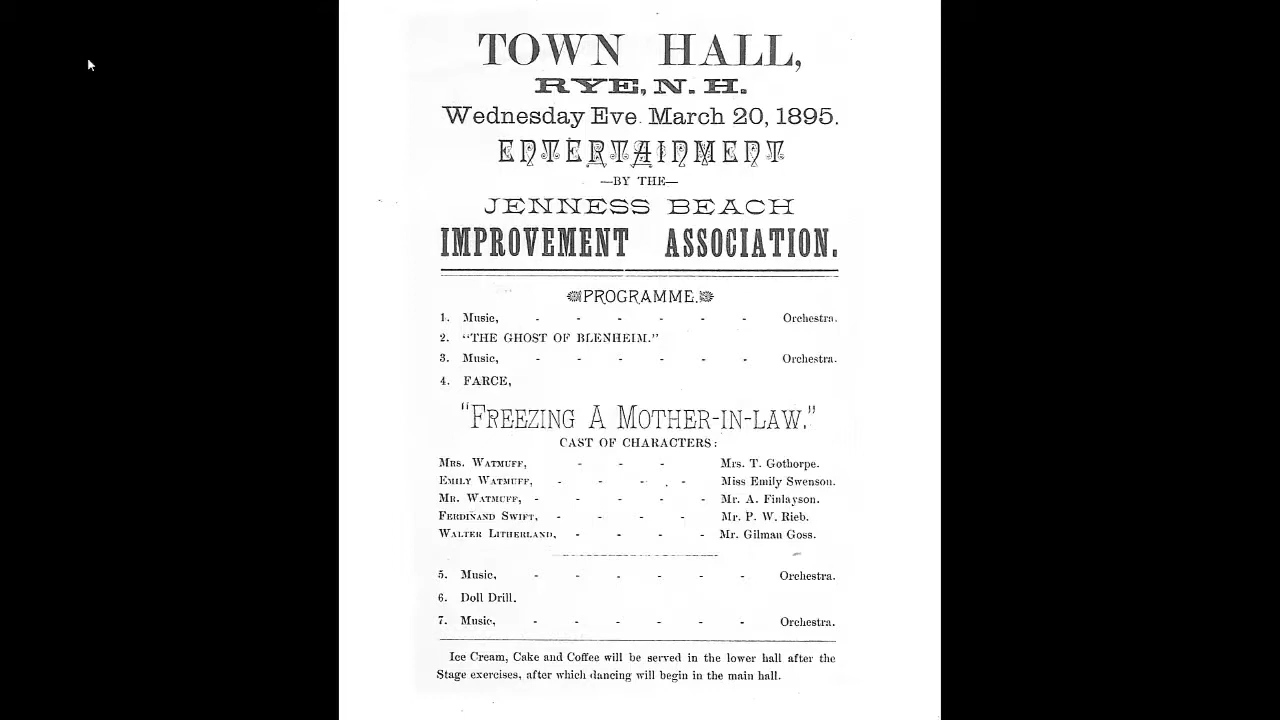 TOWN HALL,
RYE, N. H.
Wednesday Eve. March 20, 1895.
ENTERTAINMENT
—BY THE—
JENNESS BEACH
IMPROVEMENT ASSOCIATION.
PROGRAMME.
1. Music, - - - - - - Orchestra.
2. "THE GHOST OF BLENHEIM."
3. Music, - - - - - - Orchestra.
4. FARCE,
"FREEZING A MOTHER-IN-LAW."
CAST OF CHARACTERS:
MRS. WATMUFF, - - - Mrs. T. Gothorpe.
EMILY WATMUFF, - - - - Miss Emily Swenson.
MR. WATMUFF, - - - - - Mr. A. Finlayson.
FERDINAND SWIFT, - - - - Mr. P. W. Rieb.
WALTER LITHERLAND, - - - - Mr. Gilman Goss.
5. Music, - - - - - - Orchestra.
6. Doll Drill.
7. Music, - - - - - - Orchestra.
Ice Cream, Cake and Coffee will be served in the lower hall after the
Stage exercises, after which dancing will begin in the main hall.